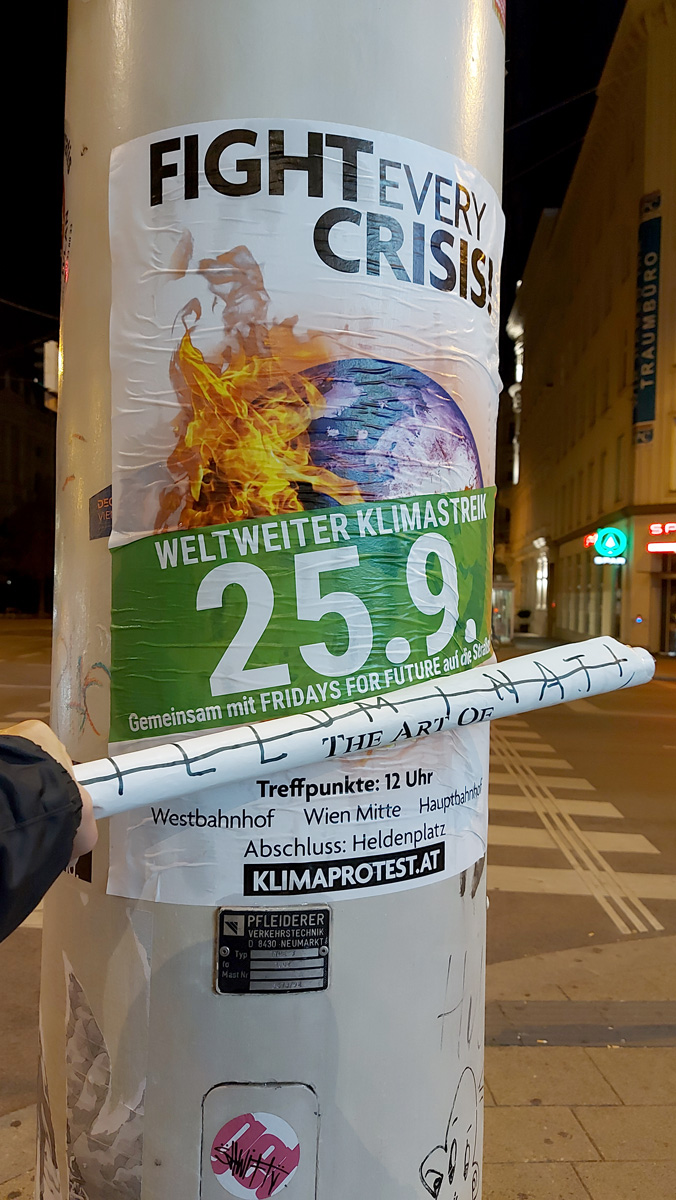 FIGHT EVERY
CRISIS!
TRAUMBÜRO
WELTWEITER KLIMASTREIK
25.9.
Gemeinsam mit FRIDAYS FOR FUTURE auf die Straße
ILLUMINATI
THE ART OF
Treffpunkte: 12 Uhr
Westbahnhof Wien Mitte Hauptbahnhof
Abschluss: Heldenplatz
KLIMAPROTEST.AT
PFLEIDERER
VERKEHRSTECHNIK
D 8430 NEUMARKT/
Typ
Mast Nr